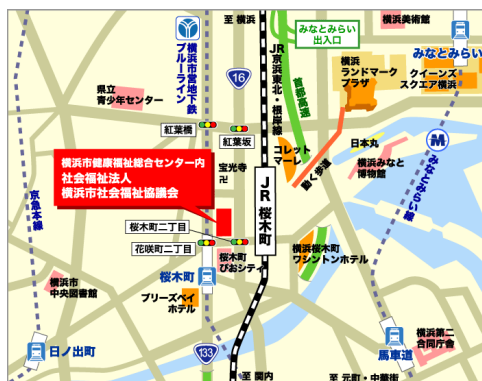 至 横浜
みなとみらい
出入口
横浜美術館
みなとみらい
横浜市営地下鉄
ブルーライン
16
JR京浜東北・根岸線
首都高速
横浜
ランドマーク
プラザ
クイーンズ
スクエア横浜
県立
青少年センター
紅葉橋
紅葉坂
コレット
マーレ
動く歩道
日本丸
横浜みなと
博物館
M
みなとみらい線
横浜市健康福祉総合センター内
社会福祉法人
横浜市社会福祉協議会
宝光寺
卍
JR 桜木町
京急本線
桜木町二丁目
花咲町二丁目
桜木町
ぴおシティ
横浜桜木町
ワシントンホテル
横浜市
中央図書館
桜木町
ブリーズベイ
ホテル
日ノ出町
133
至 関内
馬車道
横浜第二
合同庁舎
至 元町・中華街